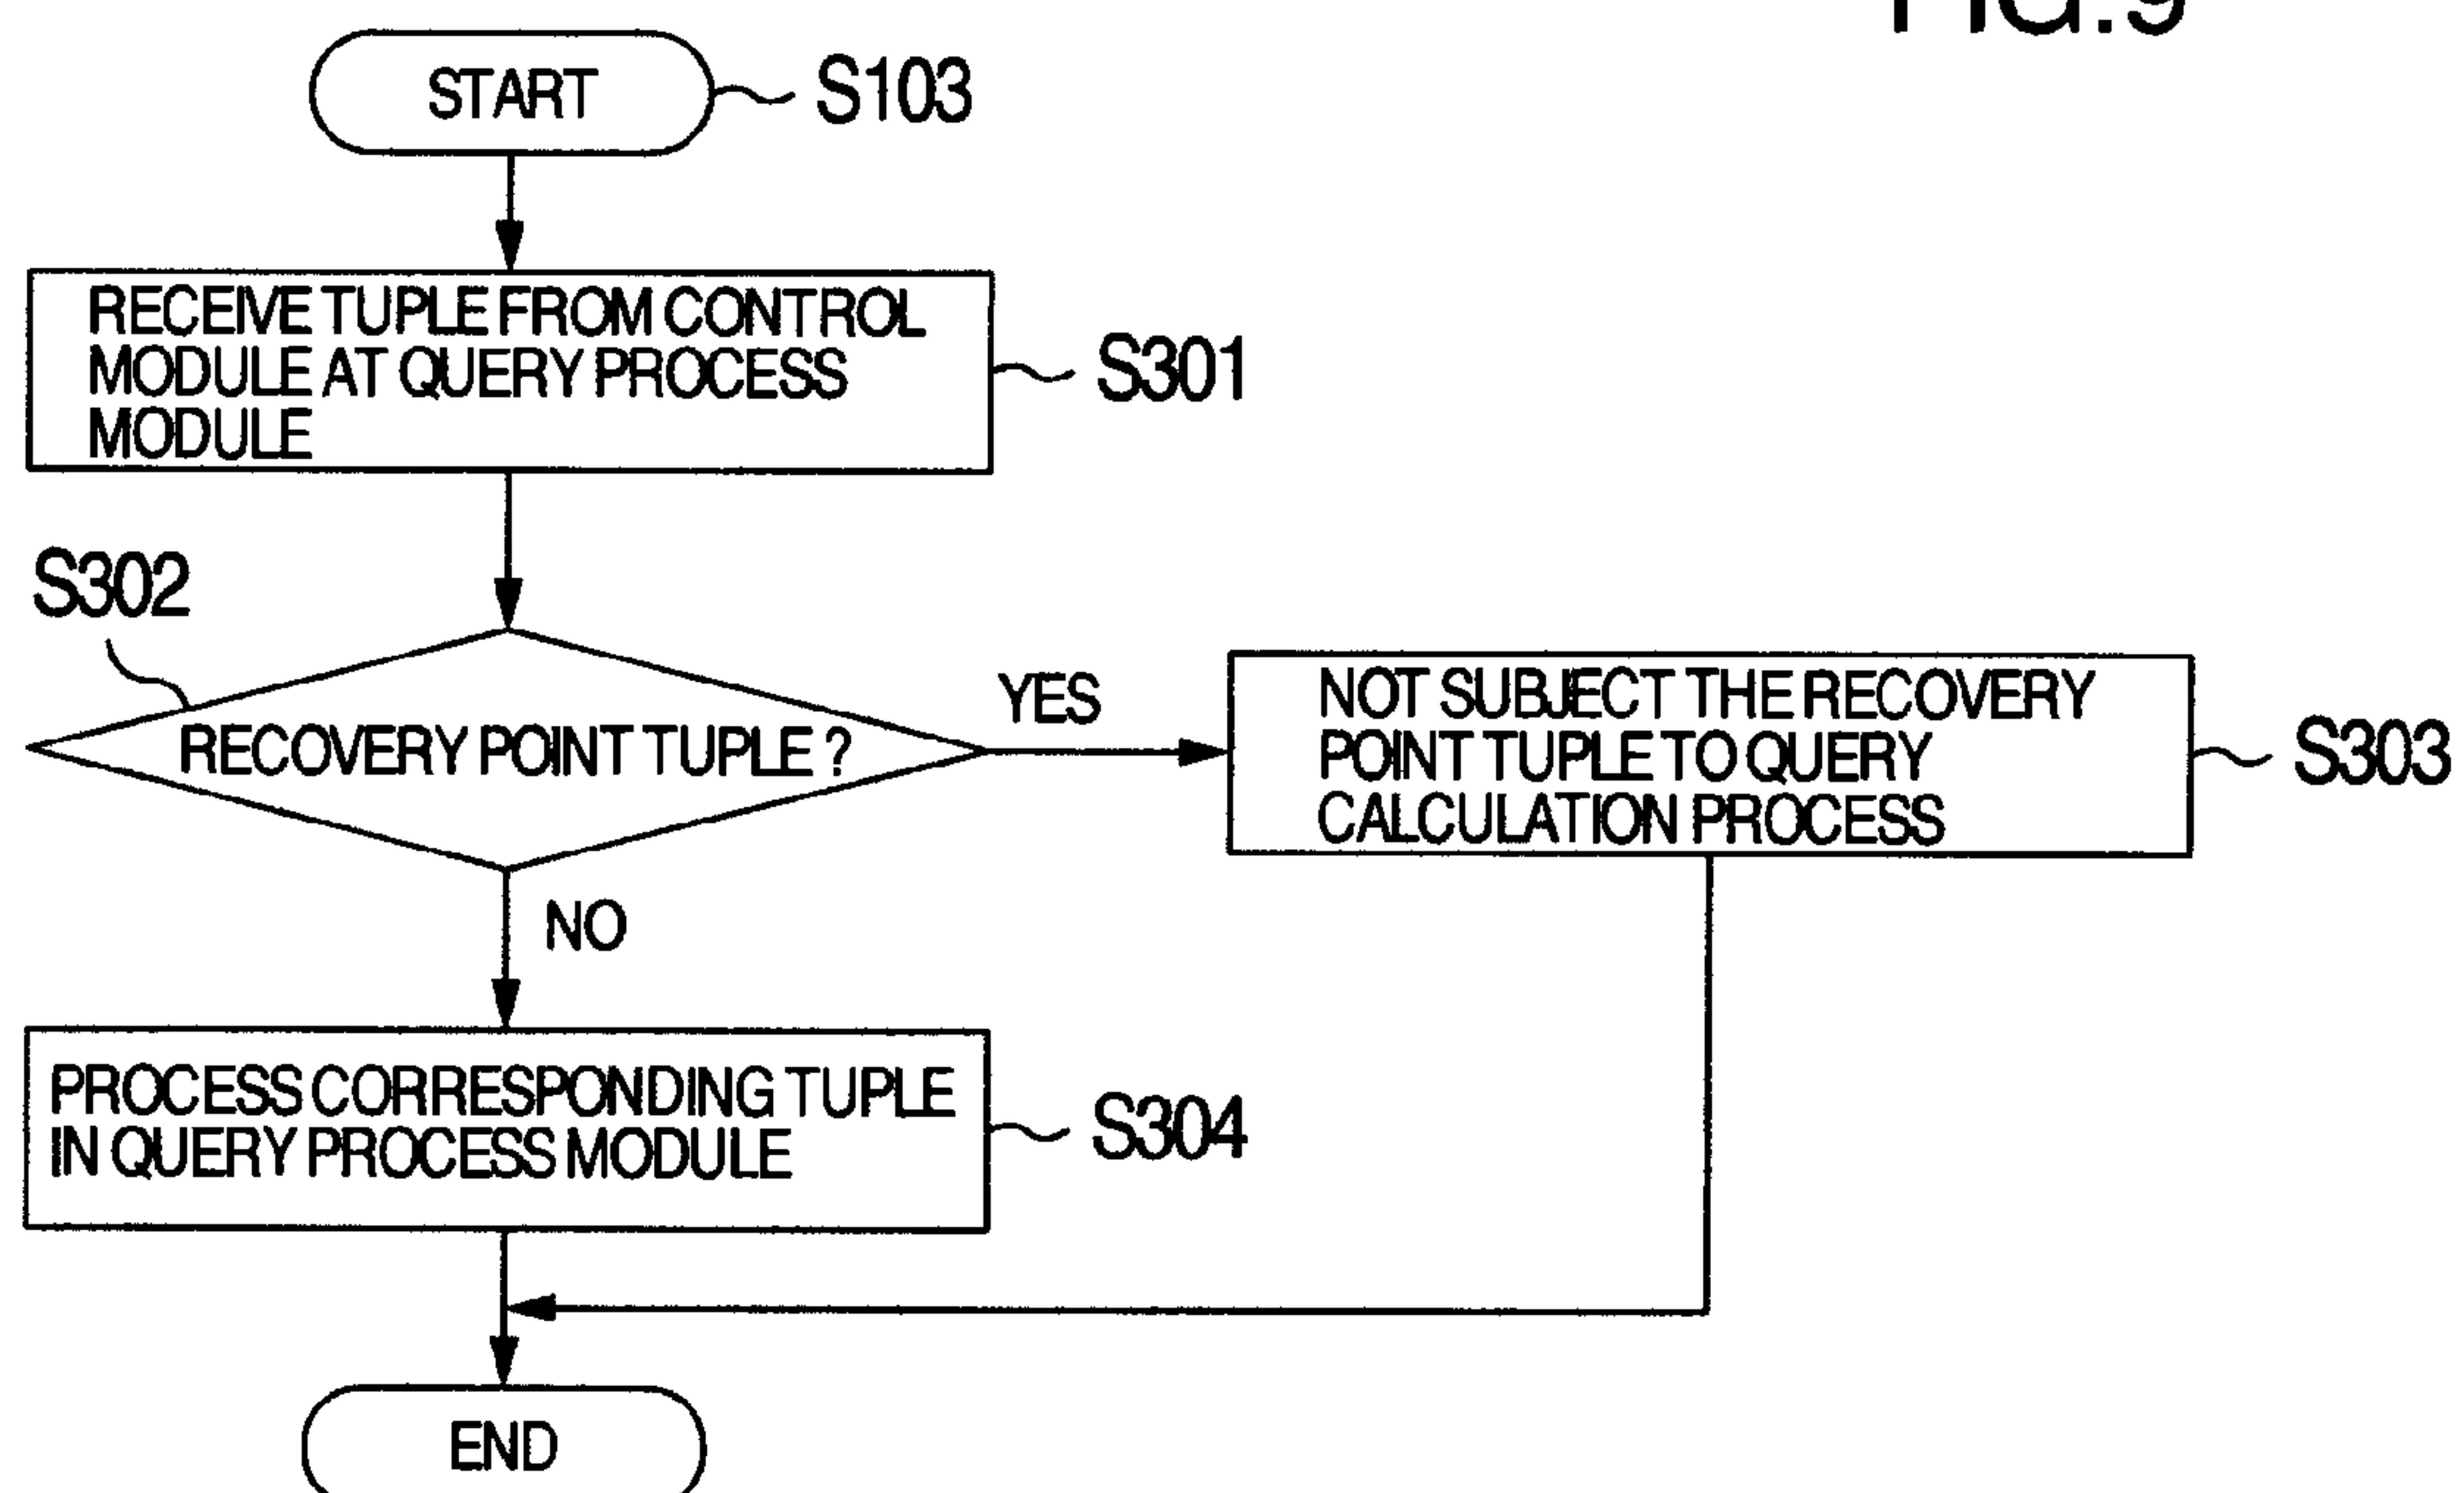 FIG.9
START
S103
RECEIVE TUPLE FROM CONTROL
MODULE AT QUERY PROCESS
MODULE
S301
S302
RECOVERY POINT TUPLE ?
YES
NOT SUBJECT THE RECOVERY
POINT TUPLE TO QUERY
CALCULATION PROCESS
S303
NO
PROCESS CORRESPONDING TUPLE
IN QUERY PROCESS MODULE
S304
END